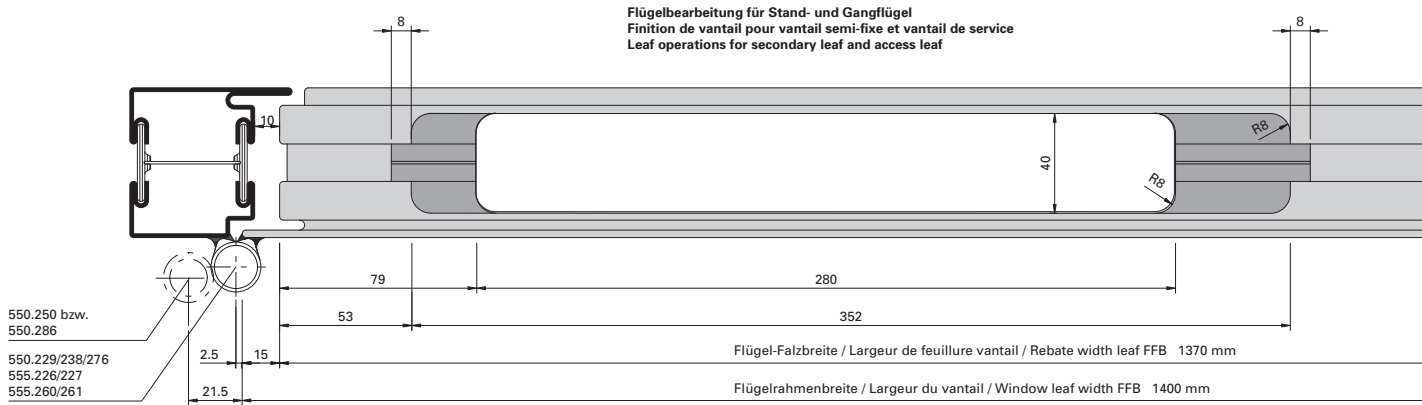 Flügelbearbeitung für Stand- und Gangflügel
Finition de vantail pour vantail semi-fixe et vantail de service
Leaf operations for secondary leaf and access leaf
8
8
10
R8
40
R8
79
280
550.250 bzw.
550.286
53
352
550.229/238/276
555.226/227
555.260/261
2.5
15
Flügel-Falzbreite / Largeur de feuillure vantail / Rebate width leaf FFB 1370 mm
21.5
Flügelrahmenbreite / Largeur du vantail / Window leaf width FFB 1400 mm